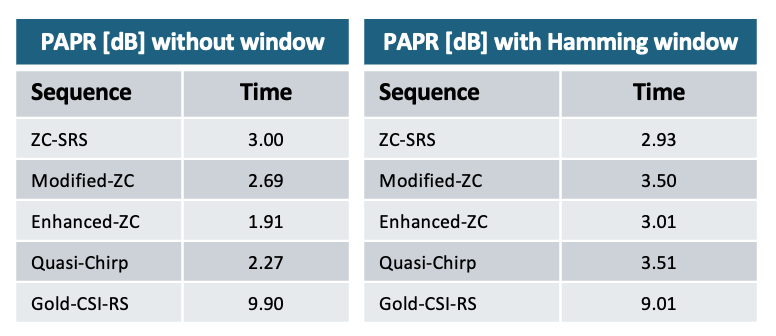 PAPR [dB] without window
Sequence Time
ZC-SRS 3.00
Modified-ZC 2.69
Enhanced-ZC 1.91
Quasi-Chirp 2.27
Gold-CSI-RS 9.90
PAPR [dB] with Hamming window
Sequence Time
ZC-SRS 2.93
Modified-ZC 3.50
Enhanced-ZC 3.01
Quasi-Chirp 3.51
Gold-CSI-RS 9.01